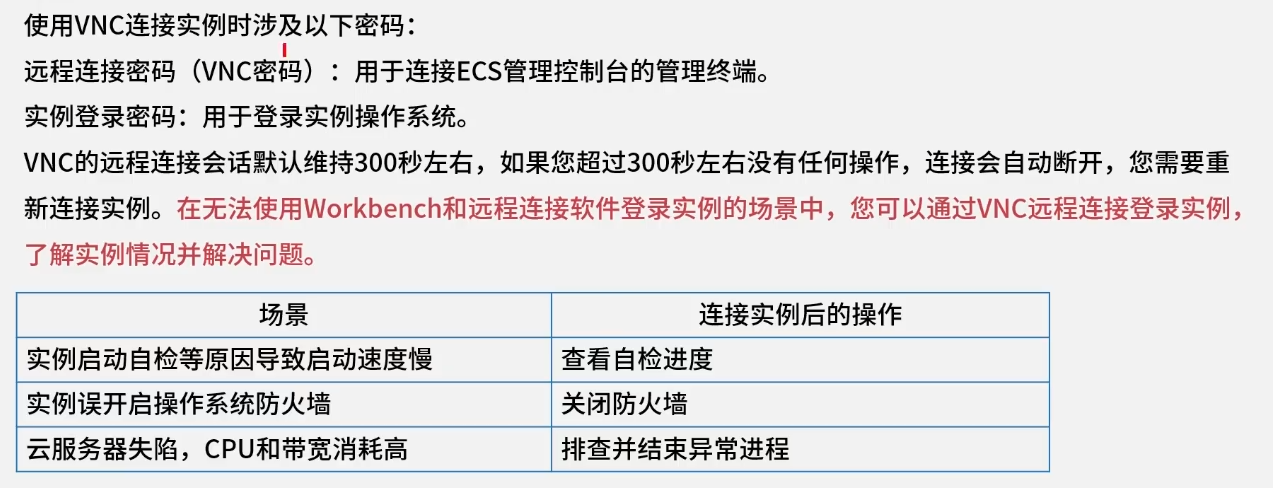 使用VNC连接实例时涉及以下密码：
远程连接密码（VNC密码）：用于连接ECS管理控制台的管理终端。
实例登录密码：用于登录实例操作系统。
VNC的远程连接会话默认维持300秒左右，如果您超过300秒左右没有任何操作，连接会自动断开，您需要重
新连接实例。在无法使用Workbench和远程连接软件登录实例的场景中，您可以通过VNC远程连接登录实例，
了解实例情况并解决问题。
场景 连接实例后的操作
实例启动自检等原因导致启动速度慢 查看自检进度
实例误开启操作系统防火墙 关闭防火墙
云服务器失陷，CPU和带宽消耗高 排查并结束异常进程